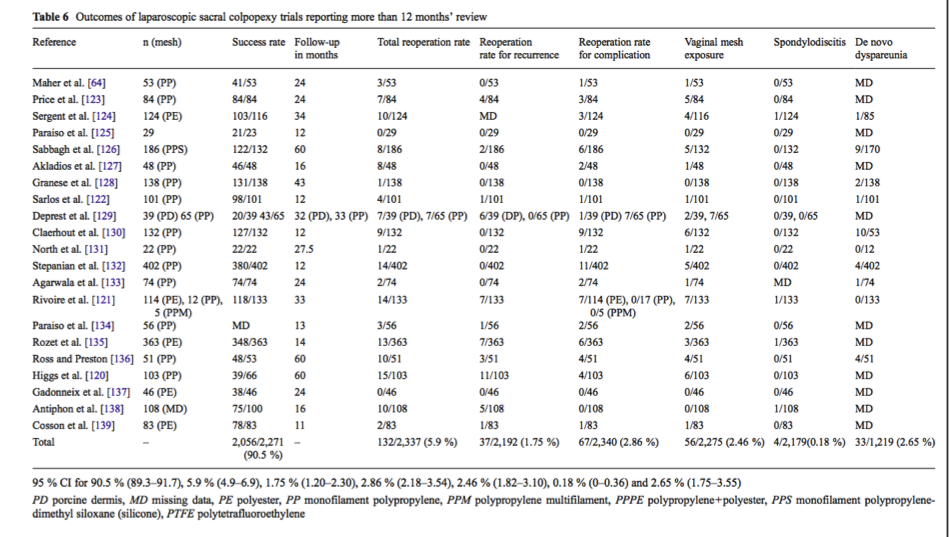 Table 6 Outcomes of laparoscopic sacral colpopexy trials reporting more than 12 months' review
Reference n (mesh) Success rate Follow-up in months Total reoperation rate Reoperation rate for recurrence Reoperation rate for complication Vaginal mesh exposure Spondylodiscitis De novo dyspareunia
Maher et al. [64] 53 (PP) 41/53 24 3/53 0/53 1/53 1/53 0/53 MD
Price et al. [123] 84 (PP) 84/84 24 7/84 4/84 3/84 5/84 0/84 MD
Sergent et al. [124] 124 (PE) 103/116 34 10/124 MD 3/124 4/116 1/124 1/85
Paraiso et al. [125] 29 21/23 12 0/29 0/29 0/29 0/29 0/29 MD
Sabbagh et al. [126] 186 (PPS) 122/132 60 8/186 2/186 6/186 5/132 0/132 9/170
Akladios et al. [127] 48 (PP) 46/48 16 8/48 0/48 2/48 1/48 0/48 MD
Granese et al. [128] 138 (PP) 131/138 43 1/138 0/138 0/138 0/138 0/138 2/138
Sarlos et al. [122] 101 (PP) 98/101 12 4/101 0/101 1/101 1/101 0/101 1/101
Deprest et al. [129] 39 (PD) 65 (PP) 20/39 43/65 32 (PD), 33 (PP) 7/39 (PD), 7/65 (PP) 6/39 (DP), 0/65 (PP) 1/39 (PD) 7/65 (PP) 2/39, 7/65 0/39, 0/65 MD
Claerhout et al. [130] 132 (PP) 127/132 12 9/132 0/132 9/132 6/132 0/132 10/53
North et al. [131] 22 (PP) 22/22 27.5 1/22 0/22 1/22 1/22 0/22 0/12
Stepanian et al. [132] 402 (PP) 380/402 12 14/402 0/402 11/402 5/402 0/402 4/402
Agarwala et al. [133] 74 (PP) 74/74 24 2/74 0/74 2/74 1/74 MD 1/74
Rivoire et al. [121] 114 (PE), 12 (PP), 5 (PPM) 118/133 33 14/133 7/133 7/114 (PE), 0/17 (PP), 0/5 (PPM) 7/133 1/133 0/133
Paraiso et al. [134] 56 (PP) MD 13 3/56 1/56 2/56 2/56 0/56 MD
Rozet et al. [135] 363 (PE) 348/363 14 13/363 7/363 6/363 3/363 1/363 MD
Ross and Preston [136] 51 (PP) 48/53 60 10/51 3/51 4/51 4/51 0/51 4/51
Higgs et al. [120] 103 (PP) 39/66 60 15/103 11/103 4/103 6/103 0/103 MD
Gadonneix et al. [137] 46 (PE) 38/46 24 0/46 0/46 0/46 0/46 0/46 MD
Antiphon et al. [138] 108 (MD) 75/100 16 10/108 5/108 0/108 0/108 1/108 MD
Cosson et al. [139] 83 (PE) 78/83 11 2/83 1/83 1/83 1/83 0/83 MD
Total – 2,056/2,271 (90.5 %) – 132/2,337 (5.9 %) 37/2,192 (1.75 %) 67/2,340 (2.86 %) 56/2,275 (2.46 %) 4/2,179(0.18 %) 33/1,219 (2.65 %)
95 % CI for 90.5 % (89.3–91.7), 5.9 % (4.9–6.9), 1.75 % (1.20–2.30), 2.86 % (2.18–3.54), 2.46 % (1.82–3.10), 0.18 % (0–0.36) and 2.65 % (1.75–3.55)
PD porcine dermis, MD missing data, PE polyester, PP monofilament polypropylene, PPM polypropylene multifilament, PPPE polypropylene+polyester, PPS monofilament polypropylene-
dimethyl siloxane (silicone), PTFE polytetrafluoroethylene